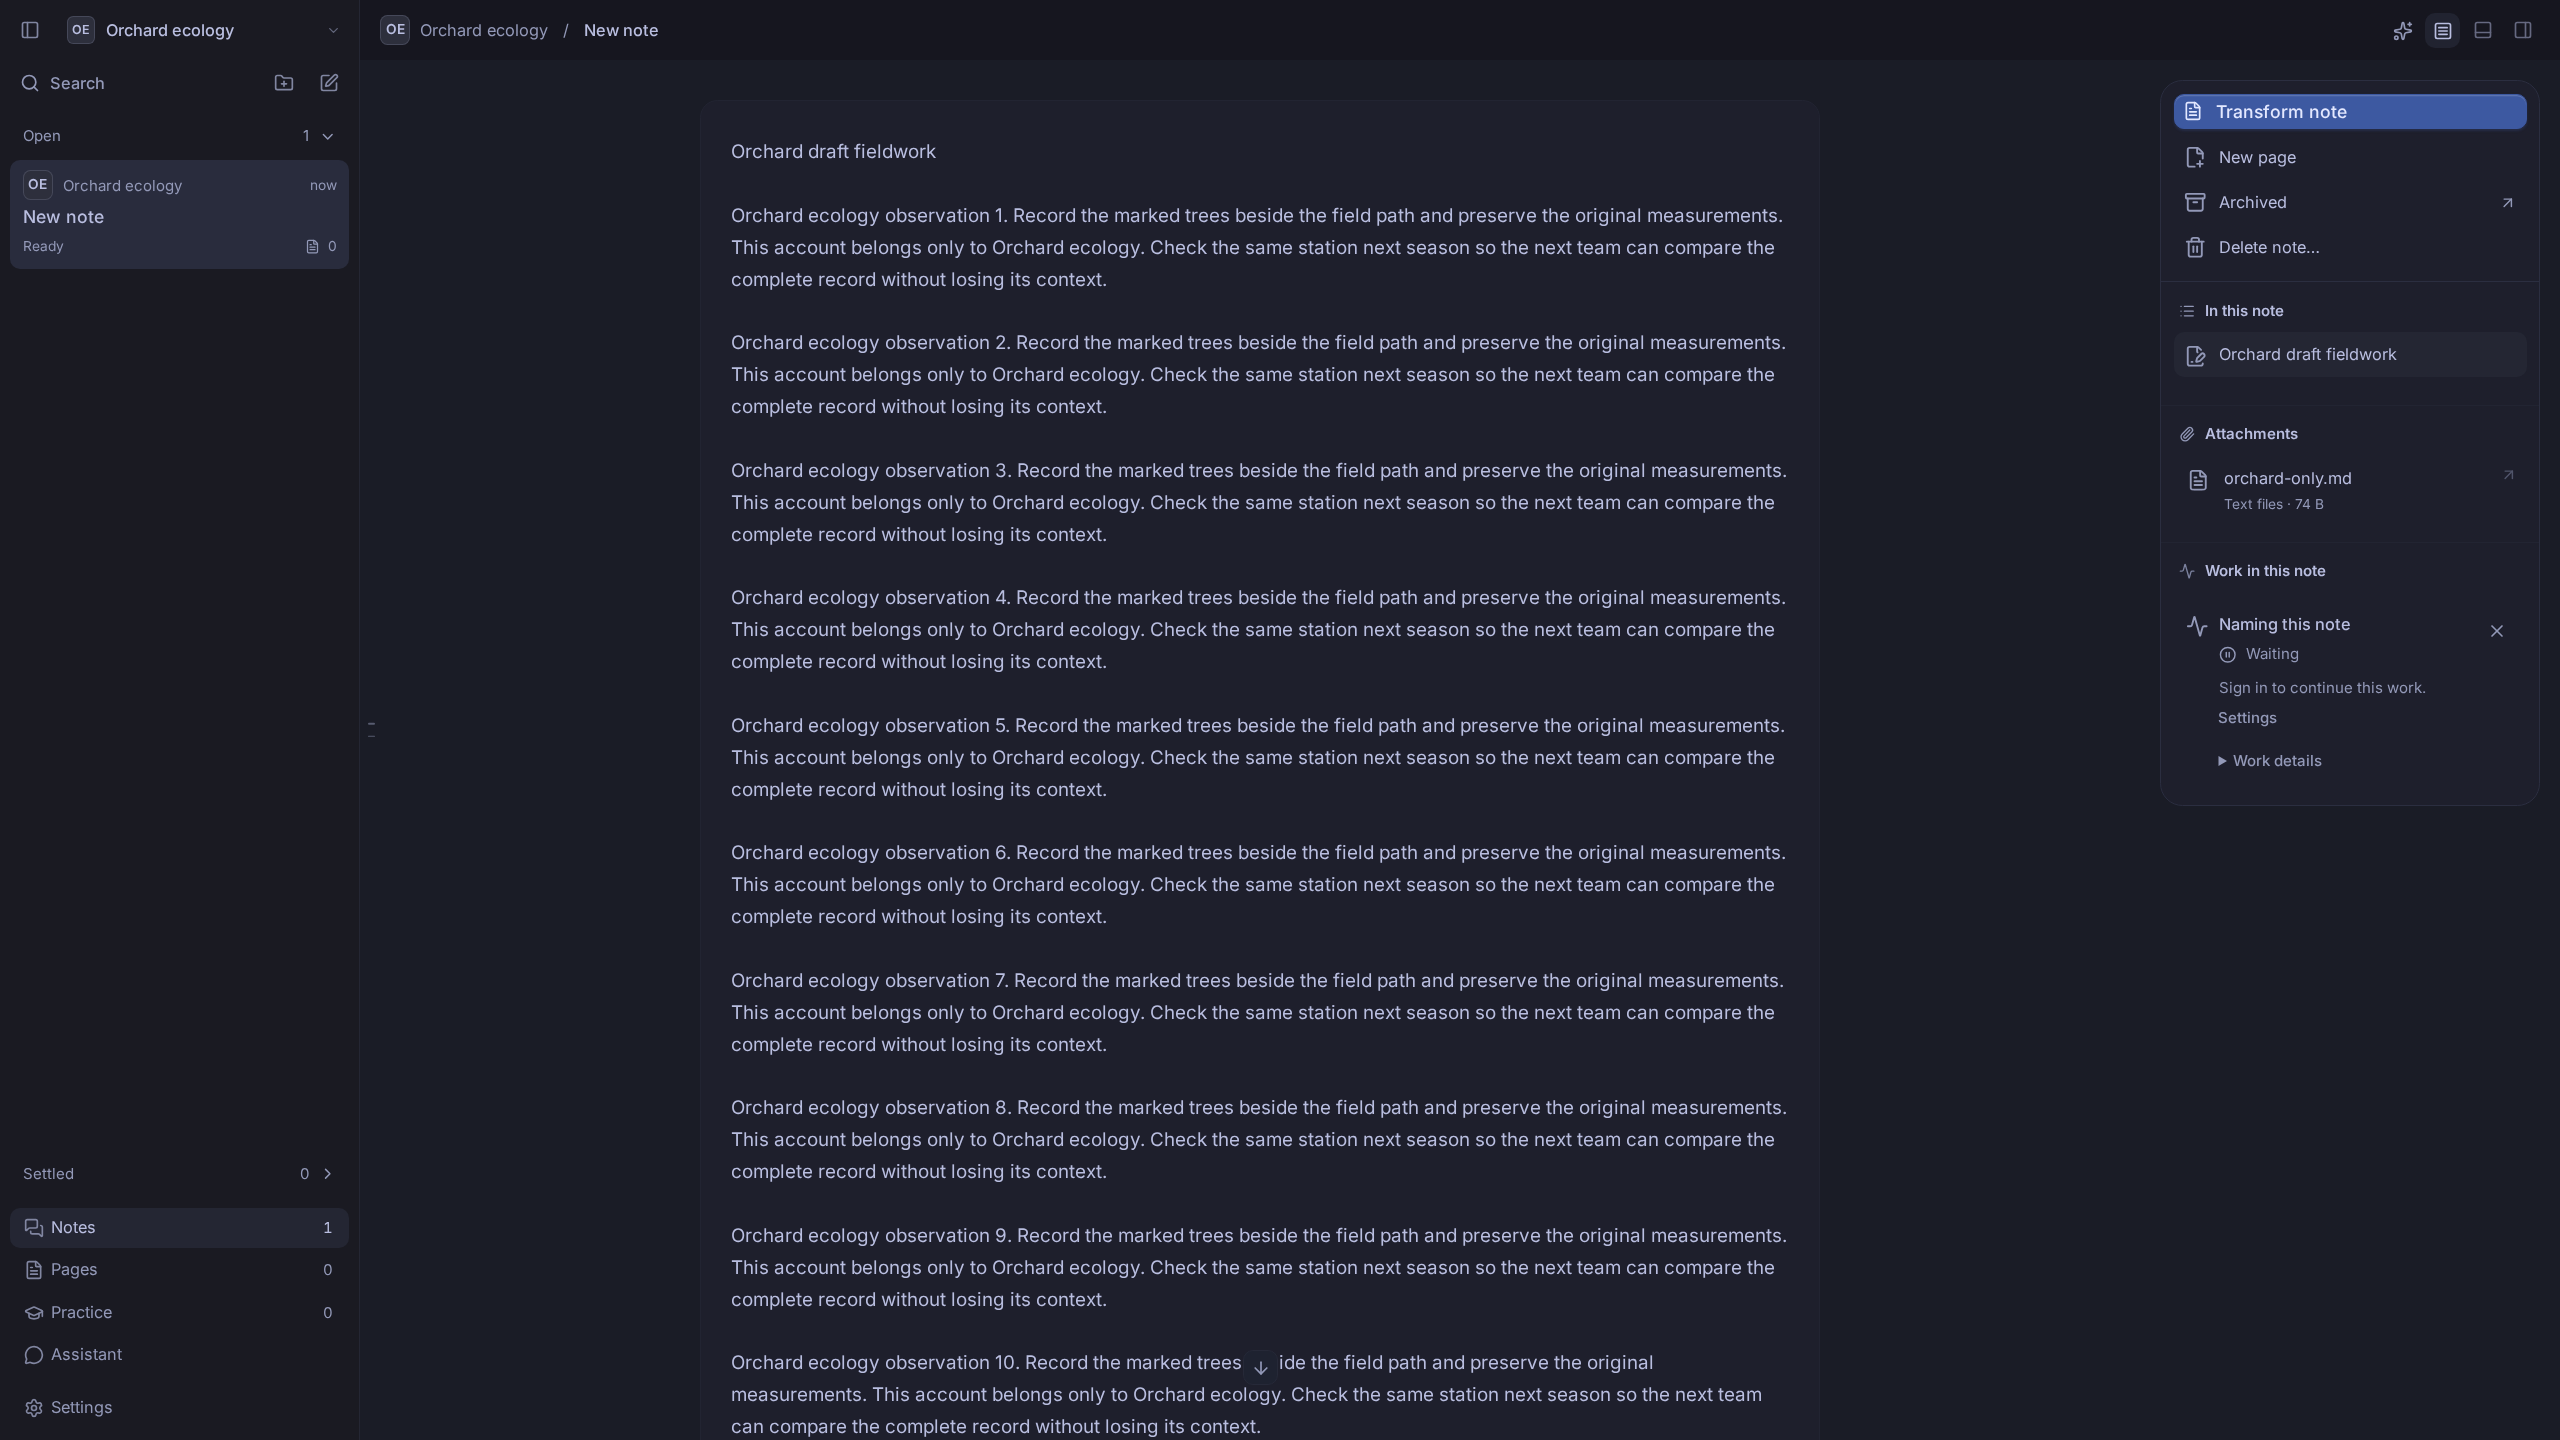 OE Orchard ecology
Search
Open 1
OE Orchard ecology now
New note
Ready 0
Settled 0
Notes 1
Pages 0
Practice 0
Assistant
Settings
OE Orchard ecology / New note
Orchard draft fieldwork
Orchard ecology observation 1. Record the marked trees beside the field path and preserve the original measurements.
This account belongs only to Orchard ecology. Check the same station next season so the next team can compare the
complete record without losing its context.
Orchard ecology observation 2. Record the marked trees beside the field path and preserve the original measurements.
This account belongs only to Orchard ecology. Check the same station next season so the next team can compare the
complete record without losing its context.
Orchard ecology observation 3. Record the marked trees beside the field path and preserve the original measurements.
This account belongs only to Orchard ecology. Check the same station next season so the next team can compare the
complete record without losing its context.
Orchard ecology observation 4. Record the marked trees beside the field path and preserve the original measurements.
This account belongs only to Orchard ecology. Check the same station next season so the next team can compare the
complete record without losing its context.
Orchard ecology observation 5. Record the marked trees beside the field path and preserve the original measurements.
This account belongs only to Orchard ecology. Check the same station next season so the next team can compare the
complete record without losing its context.
Orchard ecology observation 6. Record the marked trees beside the field path and preserve the original measurements.
This account belongs only to Orchard ecology. Check the same station next season so the next team can compare the
complete record without losing its context.
Orchard ecology observation 7. Record the marked trees beside the field path and preserve the original measurements.
This account belongs only to Orchard ecology. Check the same station next season so the next team can compare the
complete record without losing its context.
Orchard ecology observation 8. Record the marked trees beside the field path and preserve the original measurements.
This account belongs only to Orchard ecology. Check the same station next season so the next team can compare the
complete record without losing its context.
Orchard ecology observation 9. Record the marked trees beside the field path and preserve the original measurements.
This account belongs only to Orchard ecology. Check the same station next season so the next team can compare the
complete record without losing its context.
Orchard ecology observation 10. Record the marked trees ide the field path and preserve the original
measurements. This account belongs only to Orchard ecology. Check the same station next season so the next team
can compare the complete record without losing its context.
Transform note
New page
Archived
Delete note...
In this note
Orchard draft fieldwork
Attachments
orchard-only.md
Text files · 74 B
Work in this note
Naming this note
Waiting
Sign in to continue this work.
Settings
Work details